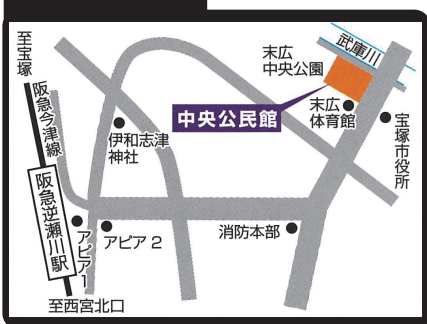 至宝塚
阪急今津線
阪急逆瀬川駅
至西宮北口
アピア1
アピア2
伊和志津
神社
中央公民館
消防本部
末広
中央公園
武庫川
末広
体育館
宝塚市役所